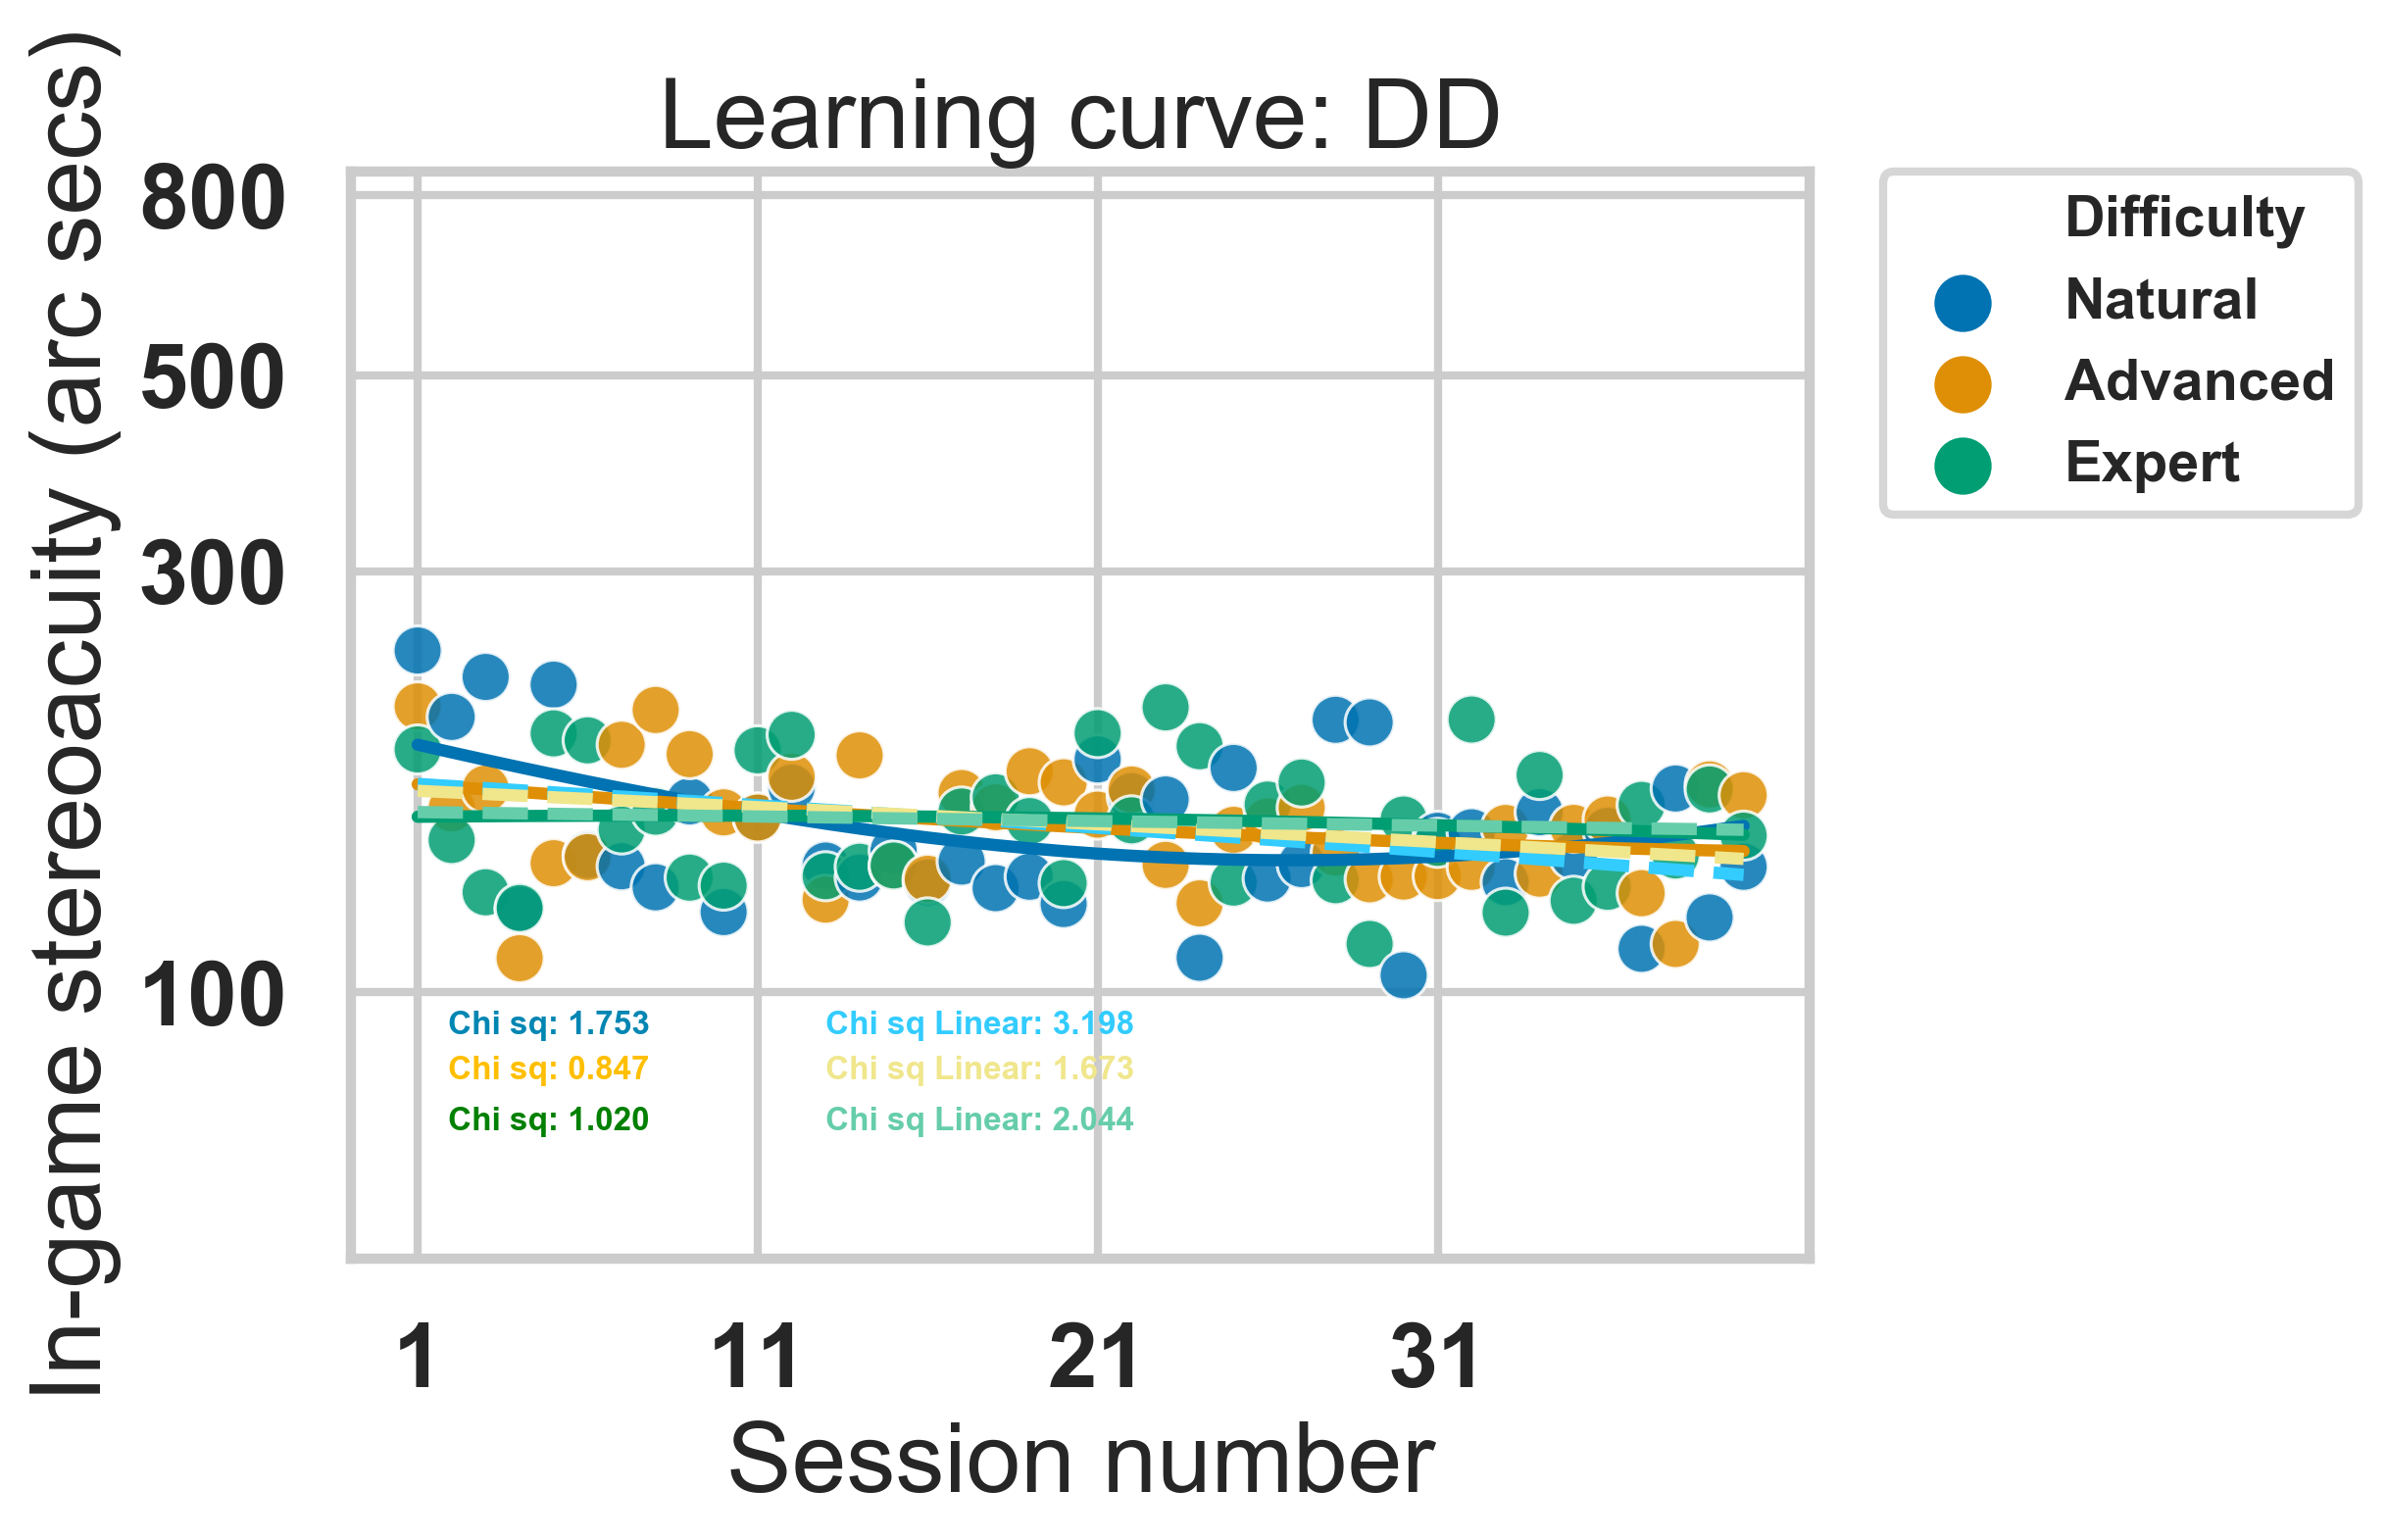 Learning curve: DD
In-game stereoacuity (arc secs)
800
500
300
100
Difficulty
Natural
Advanced
Expert
Chi sq: 1.753
Chi sq Linear: 3.198
Chi sq: 0.847
Chi sq Linear: 1.673
Chi sq: 1.020
Chi sq Linear: 2.044
1 11 21 31
Session number